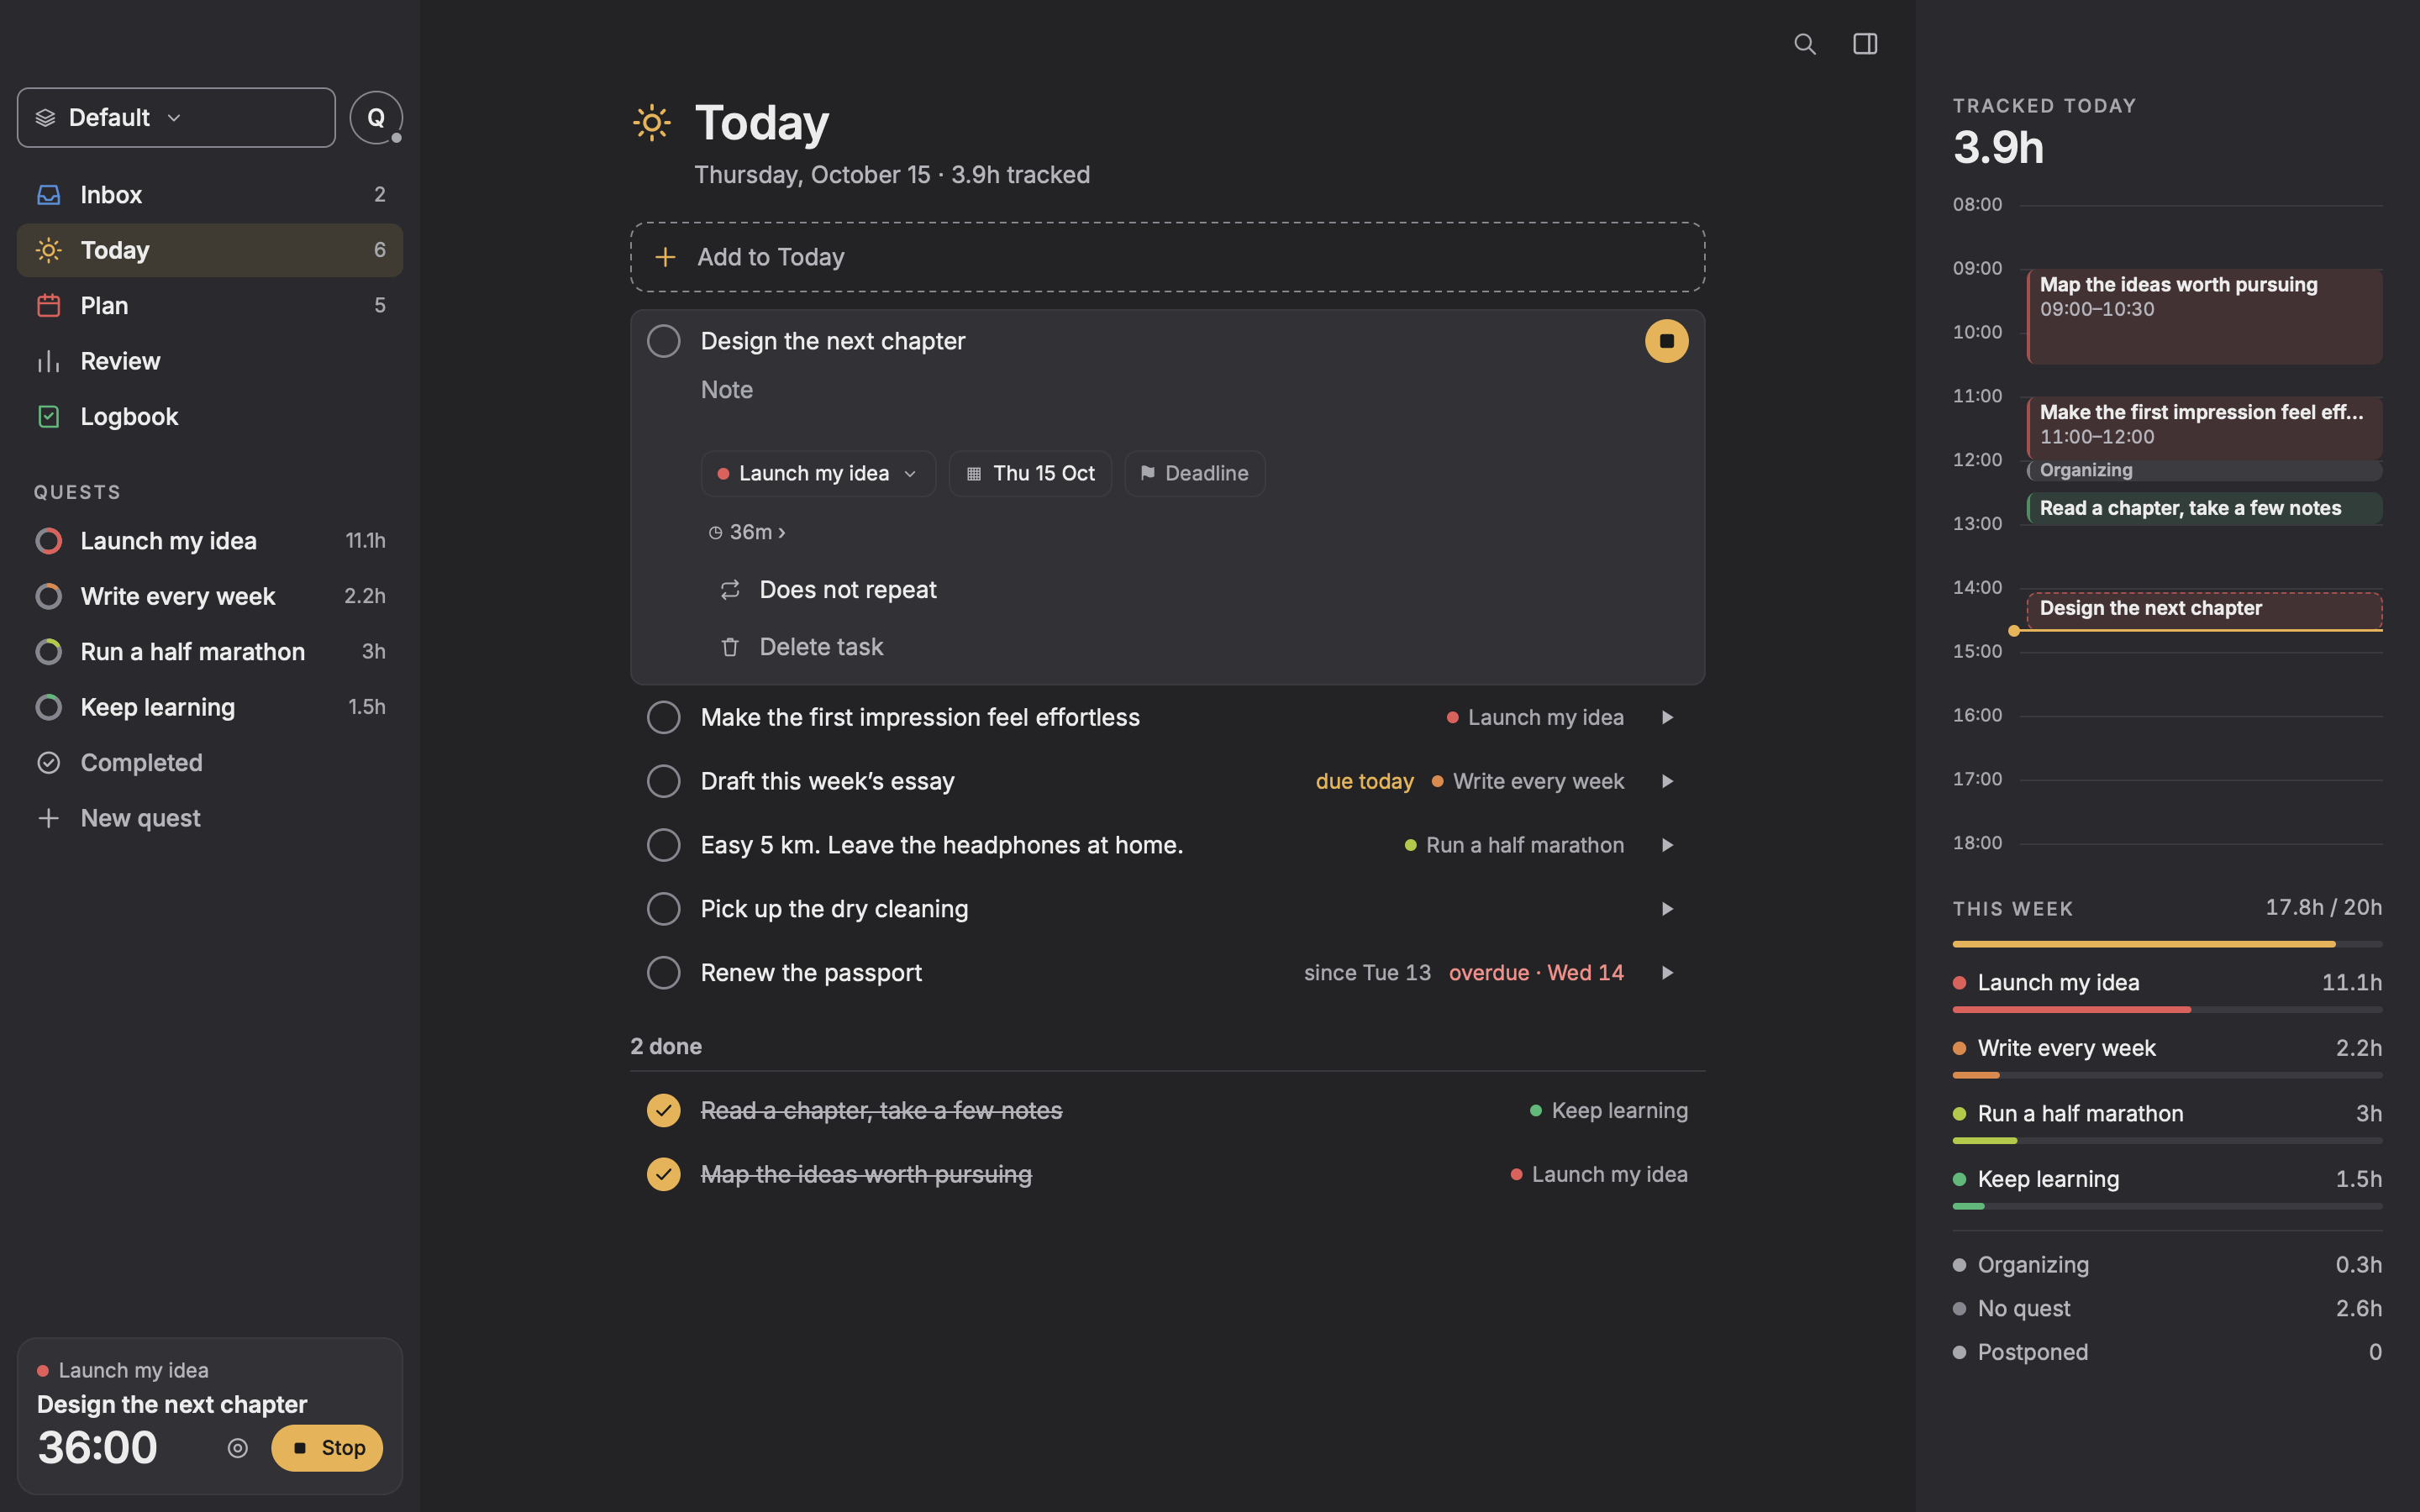 Default
Q
Inbox 2
Today 6
Plan 5
Review
Logbook
QUESTS
Launch my idea 11.1h
Write every week 2.2h
Run a half marathon 3h
Keep learning 1.5h
Completed
New quest
Launch my idea
Design the next chapter
36:00 Stop
Today
Thursday, October 15 · 3.9h tracked
Add to Today
Design the next chapter
Note
Launch my idea Thu 15 Oct Deadline
36m ›
Does not repeat
Delete task
Make the first impression feel effortless Launch my idea
Draft this week’s essay due today Write every week
Easy 5 km. Leave the headphones at home. Run a half marathon
Pick up the dry cleaning
Renew the passport since Tue 13 overdue · Wed 14
2 done
Read a chapter, take a few notes Keep learning
Map the ideas worth pursuing Launch my idea
TRACKED TODAY
3.9h
08:00
09:00
Map the ideas worth pursuing
09:00–10:30
10:00
11:00
Make the first impression feel eff...
11:00–12:00
12:00
Organizing
Read a chapter, take a few notes
13:00
14:00
Design the next chapter
15:00
16:00
17:00
18:00
THIS WEEK 17.8h / 20h
Launch my idea 11.1h
Write every week 2.2h
Run a half marathon 3h
Keep learning 1.5h
Organizing 0.3h
No quest 2.6h
Postponed 0